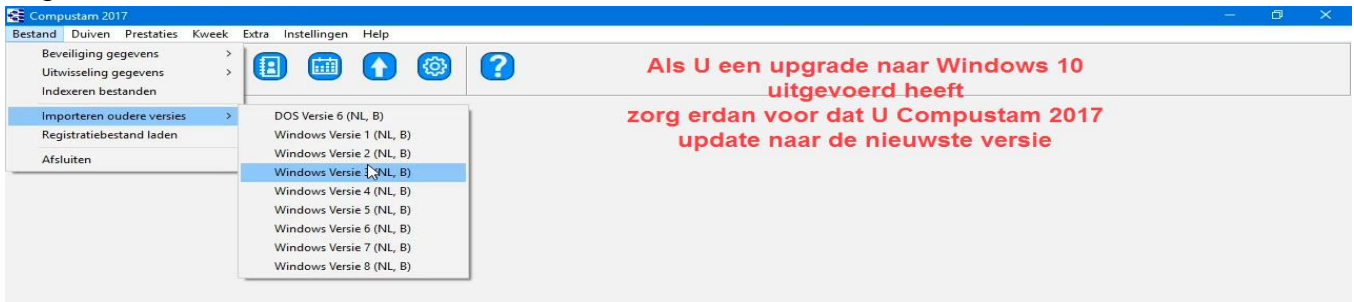 Compustam 2017
Bestand Duiven Prestaties Kweek Extra Instellingen Help
Beveiliging gegevens >
Uitwisseling gegevens >
Indexeren bestanden
Importeren oudere versies >
Registratiebestand laden
Afsluiten
DOS Versie 6 (NL, B)
Windows Versie 1 (NL, B)
Windows Versie 2 (NL, B)
Windows Versie (NL, B)
Windows Versie 4 (NL, B)
Windows Versie 5 (NL, B)
Windows Versie 6 (NL, B)
Windows Versie 7 (NL, B)
Windows Versie 8 (NL, B)
?
Als U een upgrade naar Windows 10
uitgevoerd heeft
zorg erdan voor dat U Compustam 2017
update naar de nieuwste versie